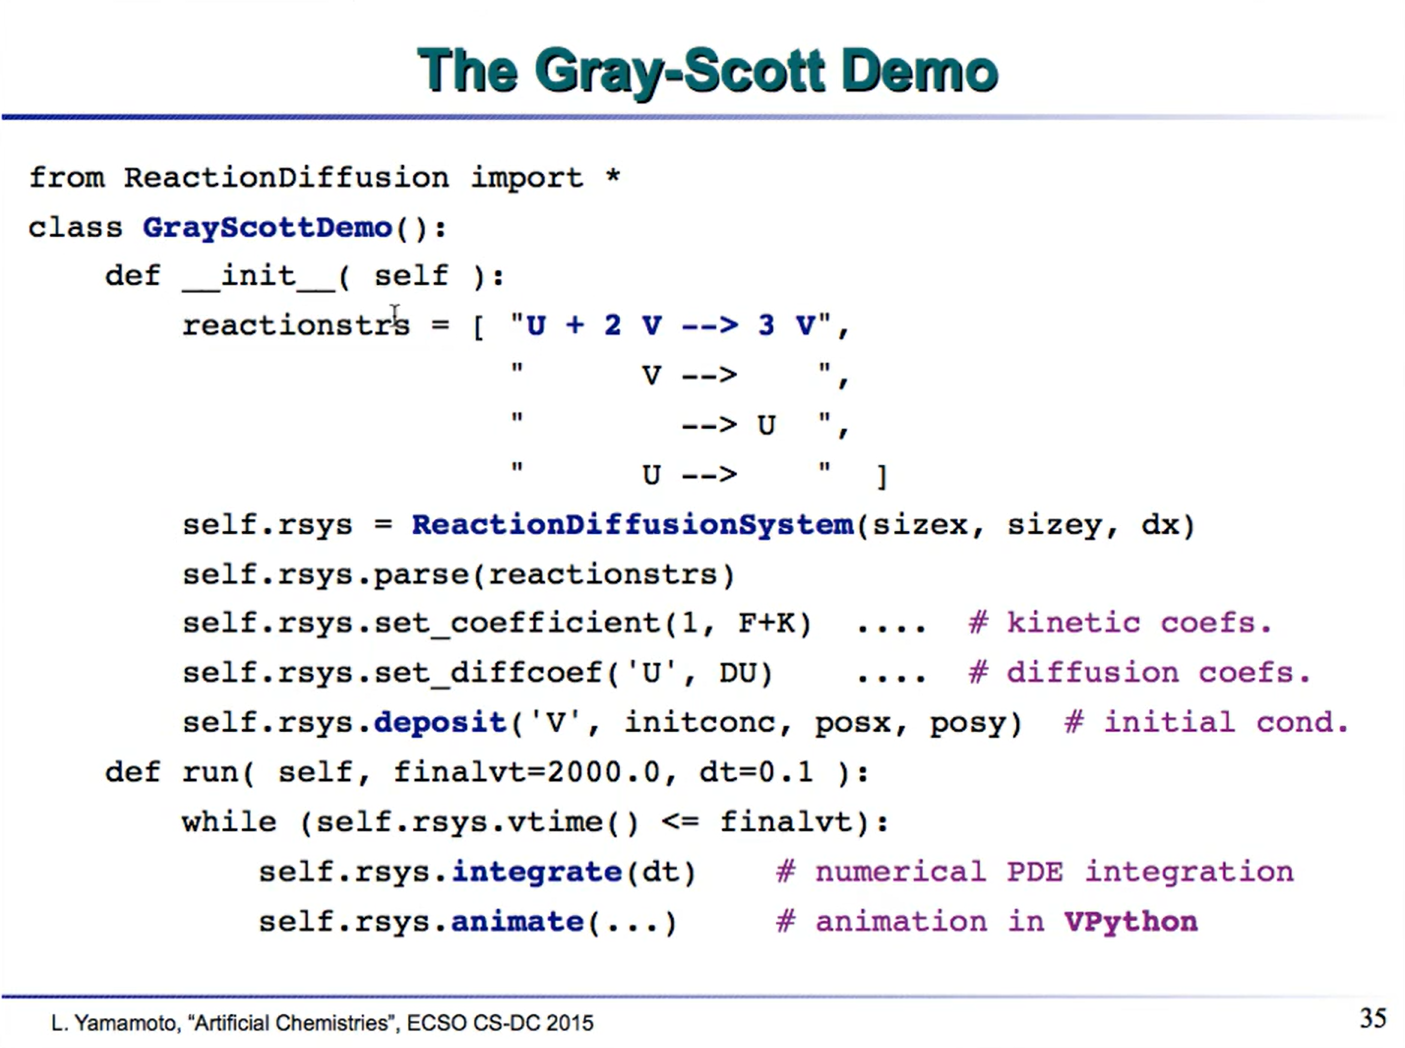 The Gray-Scott Demo
from ReactionDiffusion import *
class GrayScottDemo():
    def __init__( self ):
        reactionstrs = [ "U + 2 V --> 3 V",
                         "      V -->    ",
                         "        --> U  ",
                         "      U -->    "  ]
        self.rsys = ReactionDiffusionSystem(sizex, sizey, dx)
        self.rsys.parse(reactionstrs)
        self.rsys.set_coefficient(1, F+K)  ....  # kinetic coefs.
        self.rsys.set_diffcoef('U', DU)    ....  # diffusion coefs.
        self.rsys.deposit('V', initconc, posx, posy)  # initial cond.
    def run( self, finalvt=2000.0, dt=0.1 ):
        while (self.rsys.vtime() <= finalvt):
            self.rsys.integrate(dt)    # numerical PDE integration
            self.rsys.animate(...)     # animation in VPython
L. Yamamoto, “Artificial Chemistries”, ECSO CS-DC 2015
35